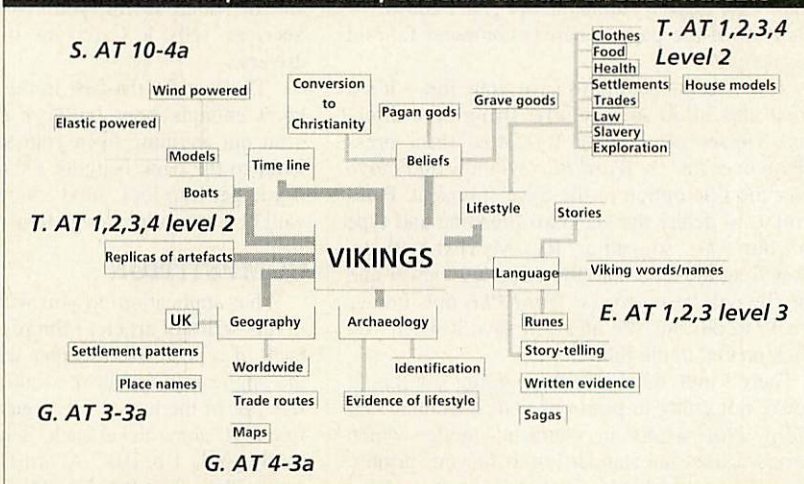 T. AT 1,2,3,4
Level 2
S. AT 10-4a
Wind powered
Elastic powered
Models
Boats
Time line
Conversion
to
Christianity
Pagan gods
Grave goods
Beliefs
Clothes
Food
Health
Settlements
House models
Trades
Law
Slavery
Exploration
Lifestyle
T. AT 1,2,3,4 level 2
Replicas of artefacts
VIKINGS
Stories
Language
Viking words/names
E. AT 1,2,3 level 3
Runes
Story-telling
Written evidence
Sagas
Geography
UK
Settlement patterns
Place names
G. AT 3-3a
Worldwide
Trade routes
Maps
G. AT 4-3a
Archaeology
Identification
Evidence of lifestyle